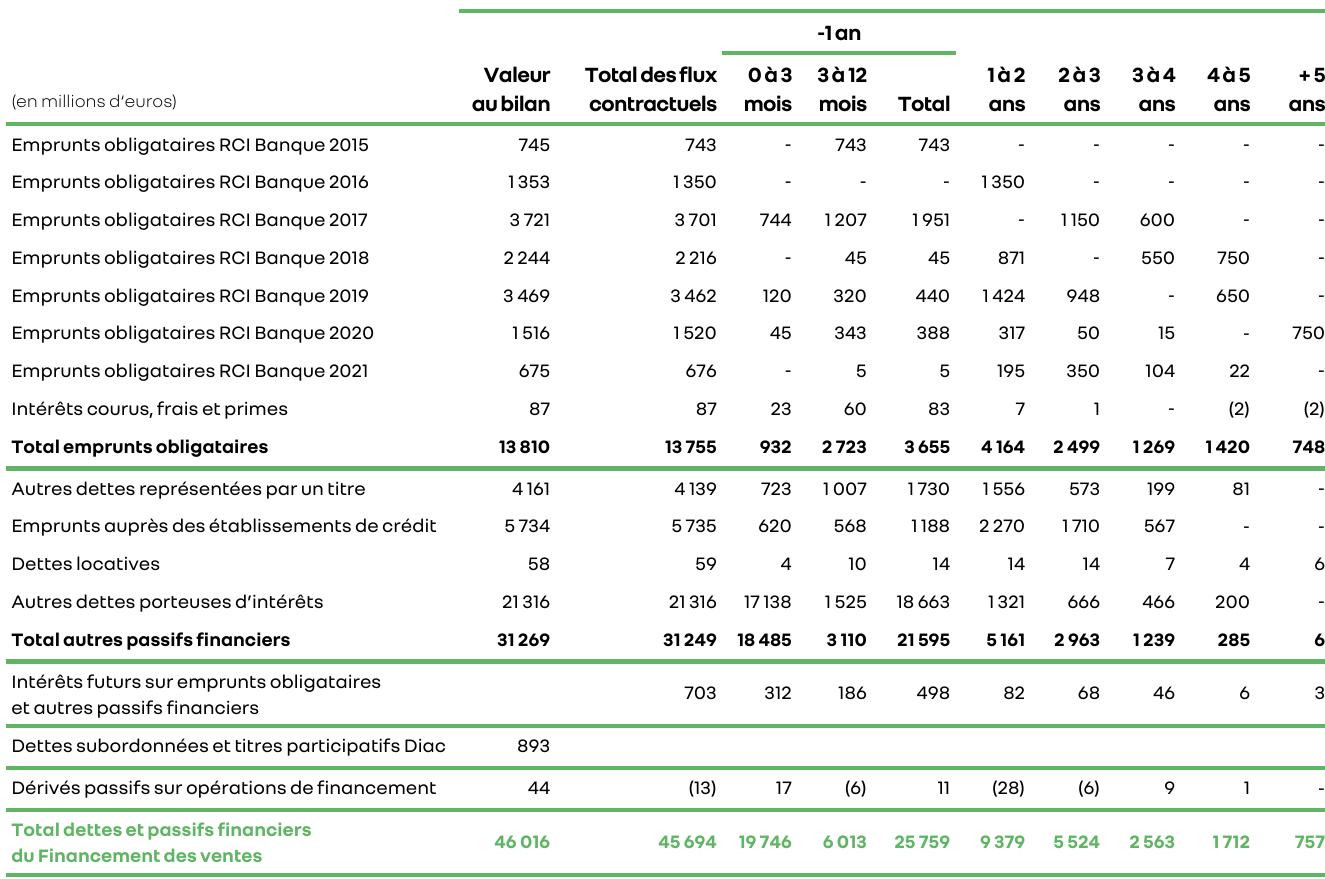 -1 an
Valeur Total des flux 0 à 3 3 à 12 1 à 2 2 à 3 3 à 4 4 à 5 + 5
(en millions d’euros) au bilan contractuels mois mois Total ans ans ans ans ans
Emprunts obligataires RCI Banque 2015 745 743 - 743 743 - - - - -
Emprunts obligataires RCI Banque 2016 1 353 1 350 - - - 1 350 - - - -
Emprunts obligataires RCI Banque 2017 3 721 3 701 744 1 207 1 951 - 1 150 600 - -
Emprunts obligataires RCI Banque 2018 2 244 2 216 - 45 45 871 - 550 750 -
Emprunts obligataires RCI Banque 2019 3 469 3 462 120 320 440 1 424 948 - 650 -
Emprunts obligataires RCI Banque 2020 1 516 1 520 45 343 388 317 50 15 - 750
Emprunts obligataires RCI Banque 2021 675 676 - 5 5 195 350 104 22 -
Intérêts courus, frais et primes 87 87 23 60 83 7 1 - (2) (2)
Total emprunts obligataires 13 810 13 755 932 2 723 3 655 4 164 2 499 1 269 1 420 748
Autres dettes représentées par un titre 4 161 4 139 723 1 007 1 730 1 556 573 199 81 -
Emprunts auprès des établissements de crédit 5 734 5 735 620 568 1 188 2 270 1 710 567 - -
Dettes locatives 58 59 4 10 14 14 14 7 4 6
Autres dettes porteuses d’intérêts 21 316 21 316 17 138 1 525 18 663 1 321 666 466 200 -
Total autres passifs financiers 31 269 31 249 18 485 3 110 21 595 5 161 2 963 1 239 285 6
Intérêts futurs sur emprunts obligataires
et autres passifs financiers 703 312 186 498 82 68 46 6 3
Dettes subordonnées et titres participatifs Diac 893
Dérivés passifs sur opérations de financement 44 (13) 17 (6) 11 (28) (6) 9 1 -
Total dettes et passifs financiers
du Financement des ventes 46 016 45 694 19 746 6 013 25 759 9 379 5 524 2 563 1 712 757